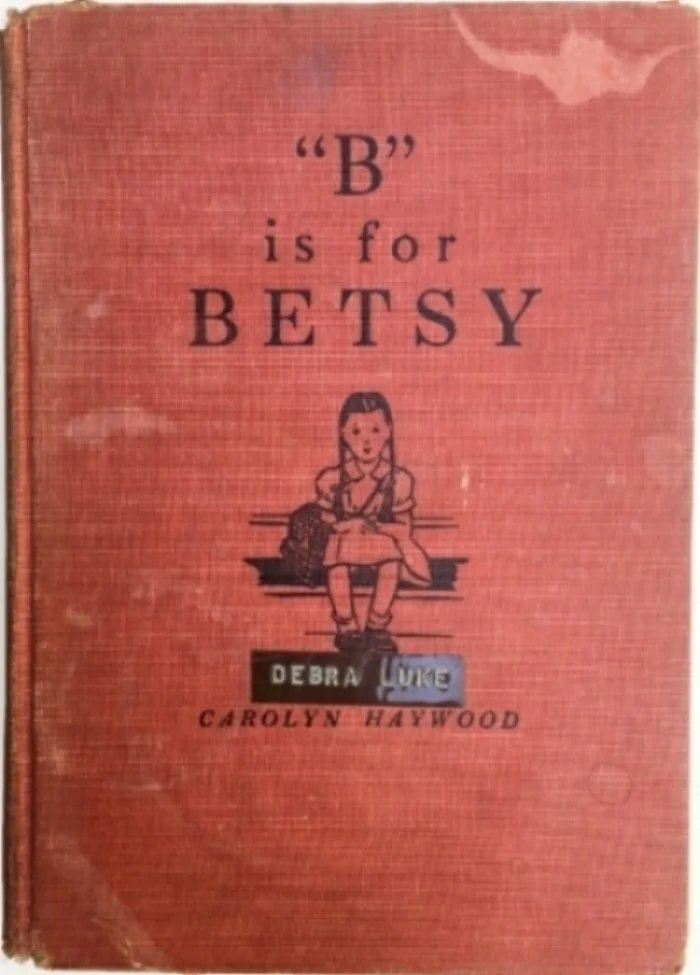 “B”
is for
BETSY
DEBRA LUKE
CAROLYN HAYWOOD